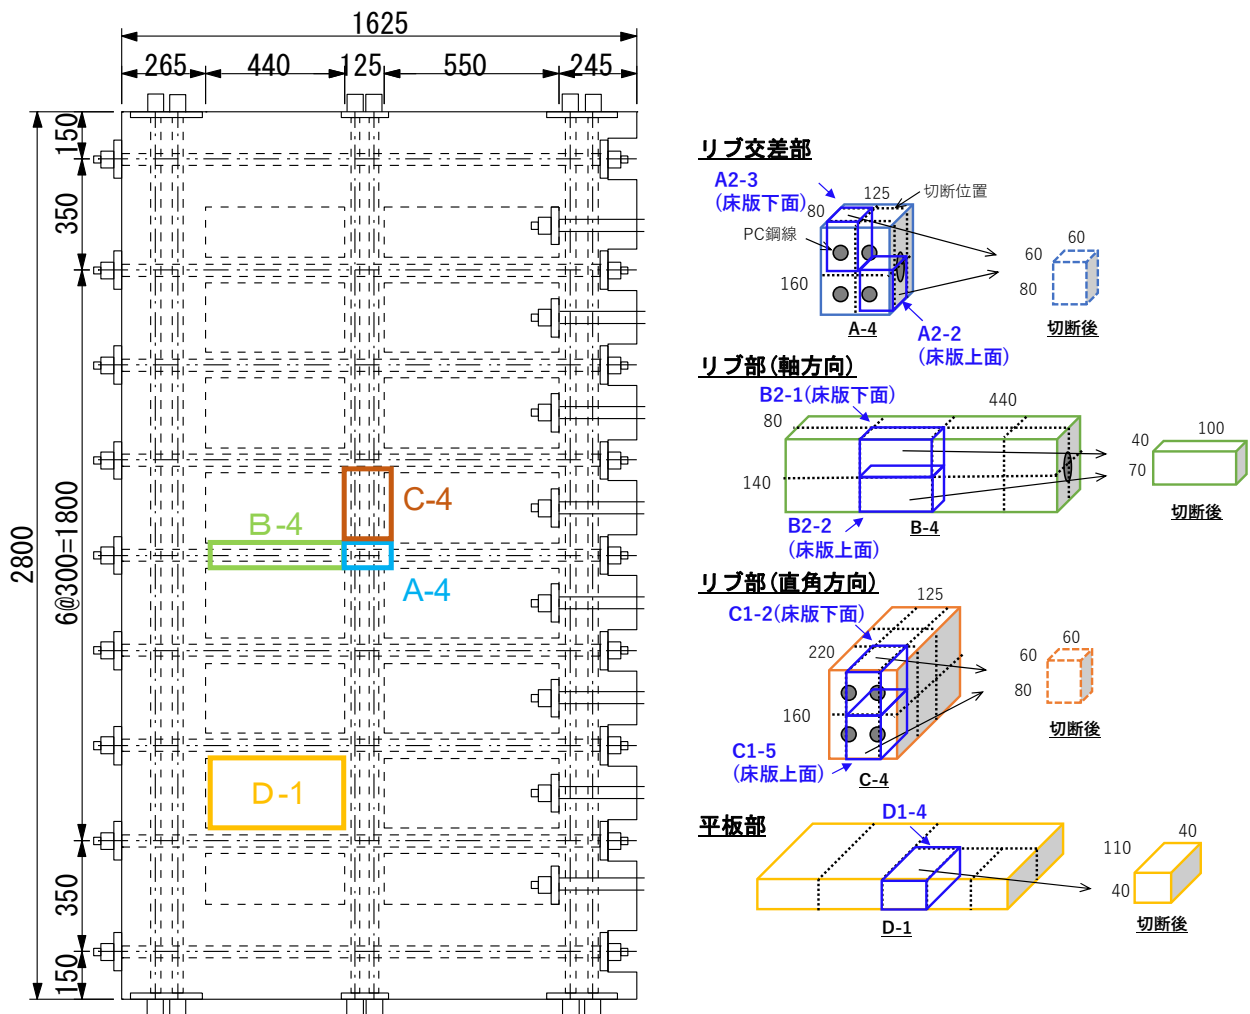 1625
265
440
125
550
245
150
350
6@300=1800
2800
350
150
B-4
C-4
A-4
D-1
リブ交差部
A2-3
(床版下面)
125
切断位置
80
PC鋼線
160
A-4
A2-2
(床版上面)
60
60
80
切断後
リブ部(軸方向)
B2-1(床版下面)
440
80
140
B2-2
(床版上面)
B-4
100
40
70
切断後
リブ部(直角方向)
125
C1-2(床版下面)
220
160
C1-5
(床版上面)
C-4
60
60
80
切断後
平板部
D1-4
D-1
40
110
40
切断後